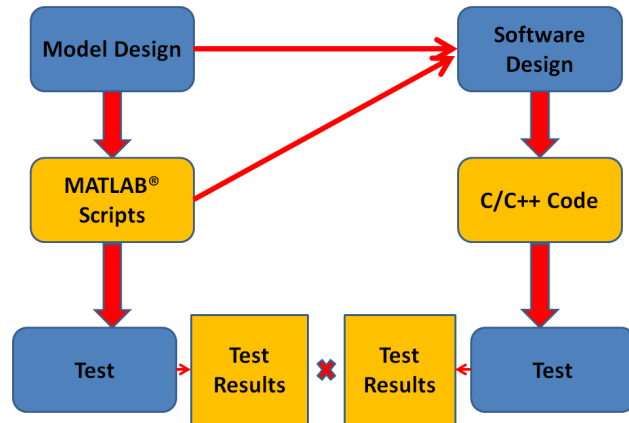 Model Design
Software
Design
MATLAB®
Scripts
C/C++ Code
Test
Test
Results
Test
Results
Test